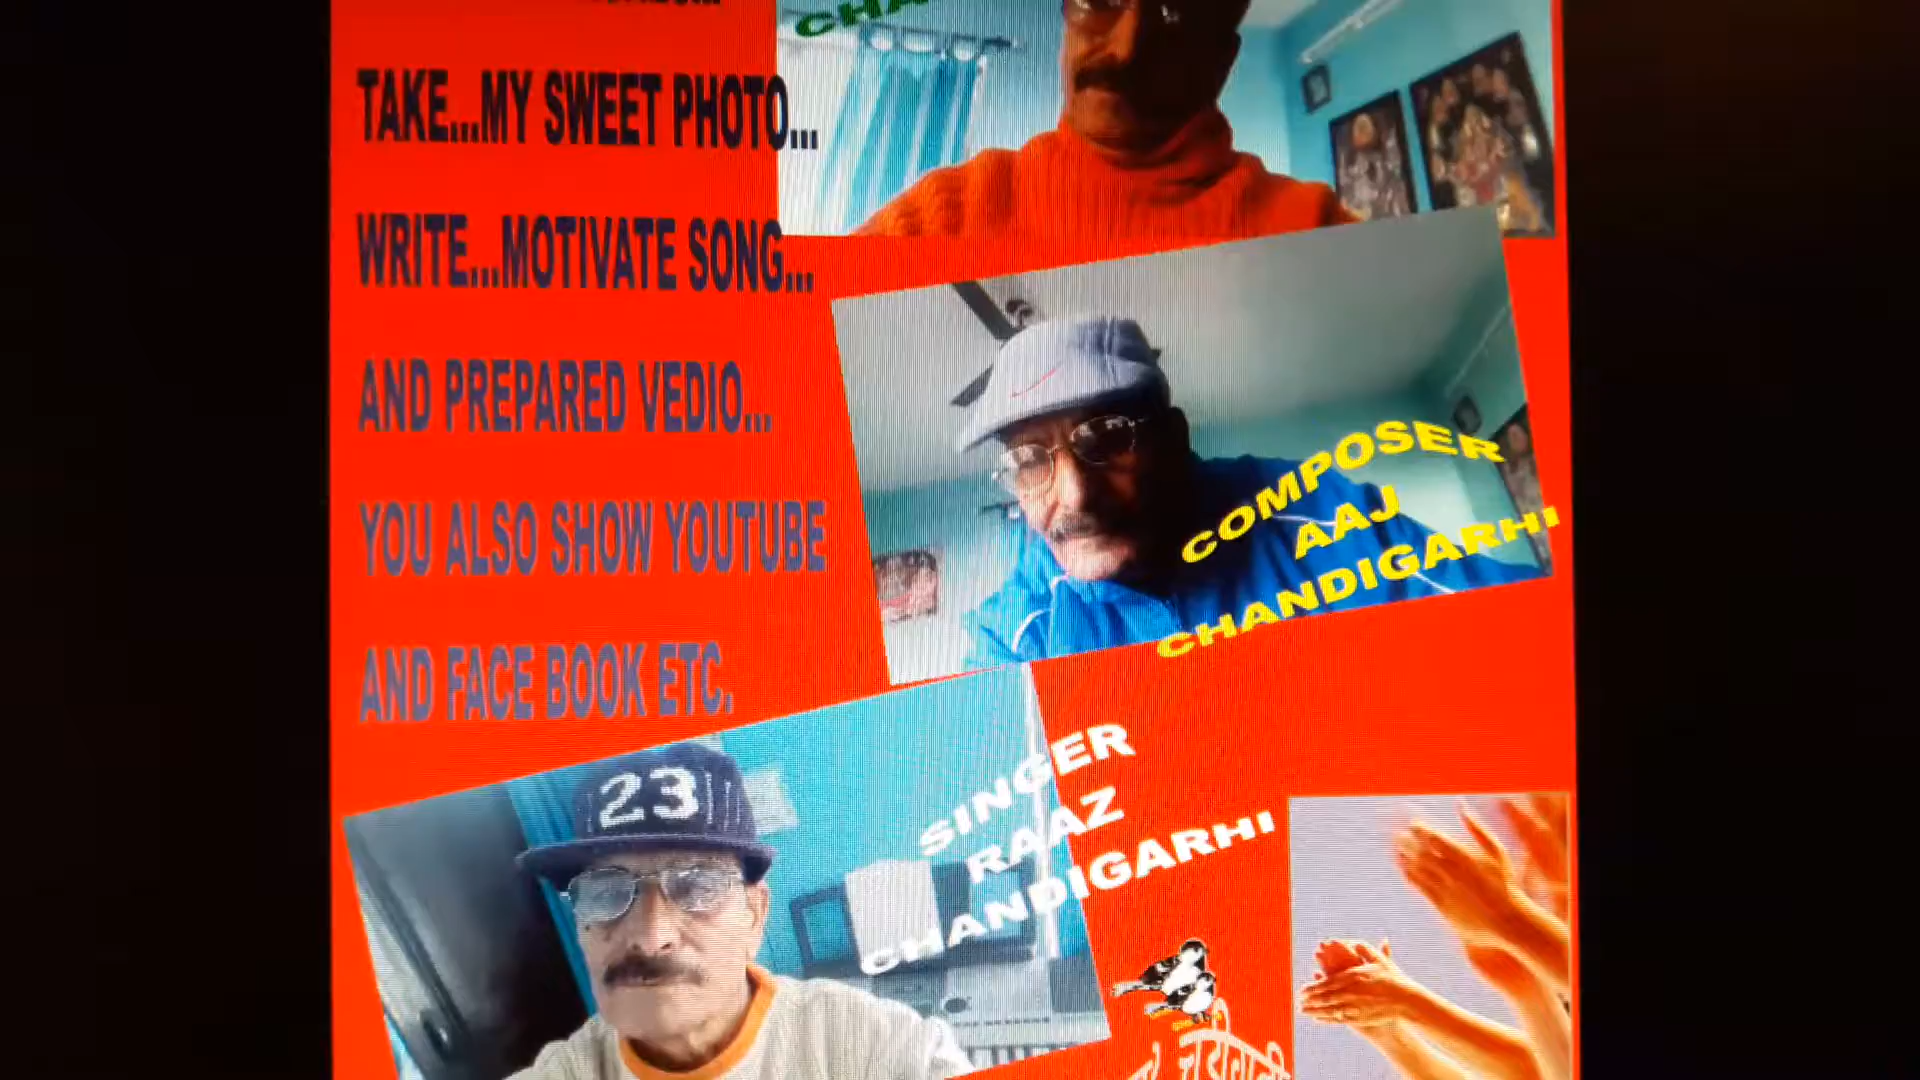 TAKE...MY SWEET PHOTO...
WRITE...MOTIVATE SONG...
AND PREPARED VEDIO...
YOU ALSO SHOW YOUTUBE
AND FACE BOOK ETC.
COMPOSER
AAJ
CHANDIGARHI
23
SINGER
RAAZ
CHANDIGARHI